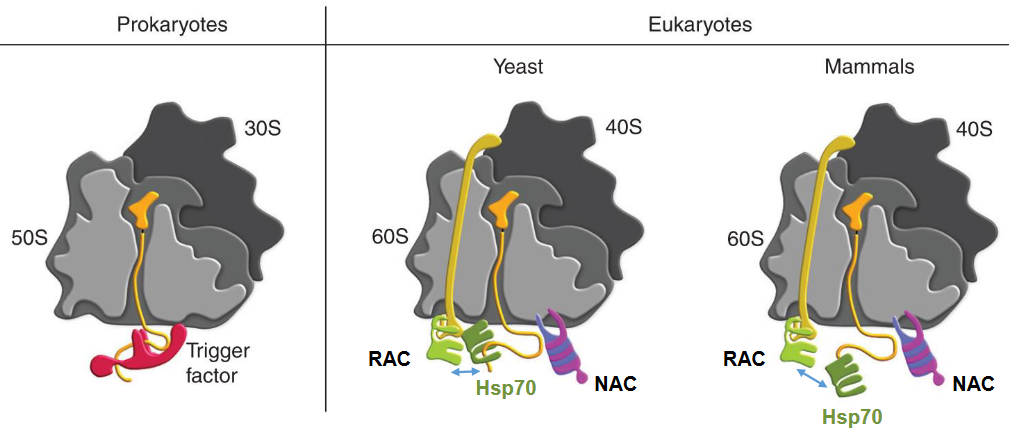 Prokaryotes
Eukaryotes
Yeast
Mammals
30S
50S
Trigger
factor
40S
60S
RAC
Hsp70
NAC
40S
60S
RAC
Hsp70
NAC